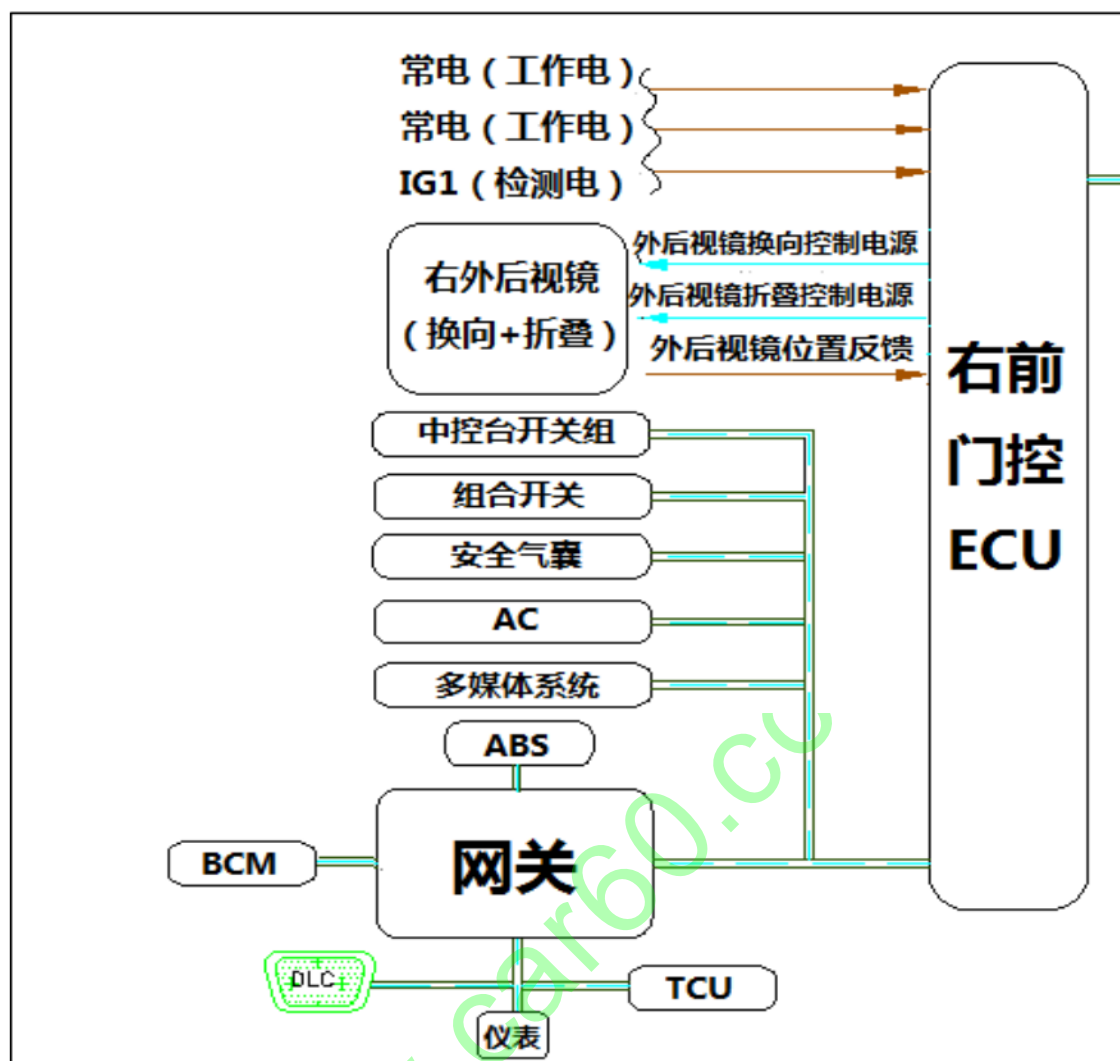 常电（工作电）
常电（工作电）
IG1（检测电）
外后视镜换向控制电源
右外后视镜
（换向+折叠）
外后视镜折叠控制电源
外后视镜位置反馈
右前
门控
ECU
中控台开关组
组合开关
安全气囊
AC
多媒体系统
ABS
网关
BCM
DLC
TCU
仪表
car60.co